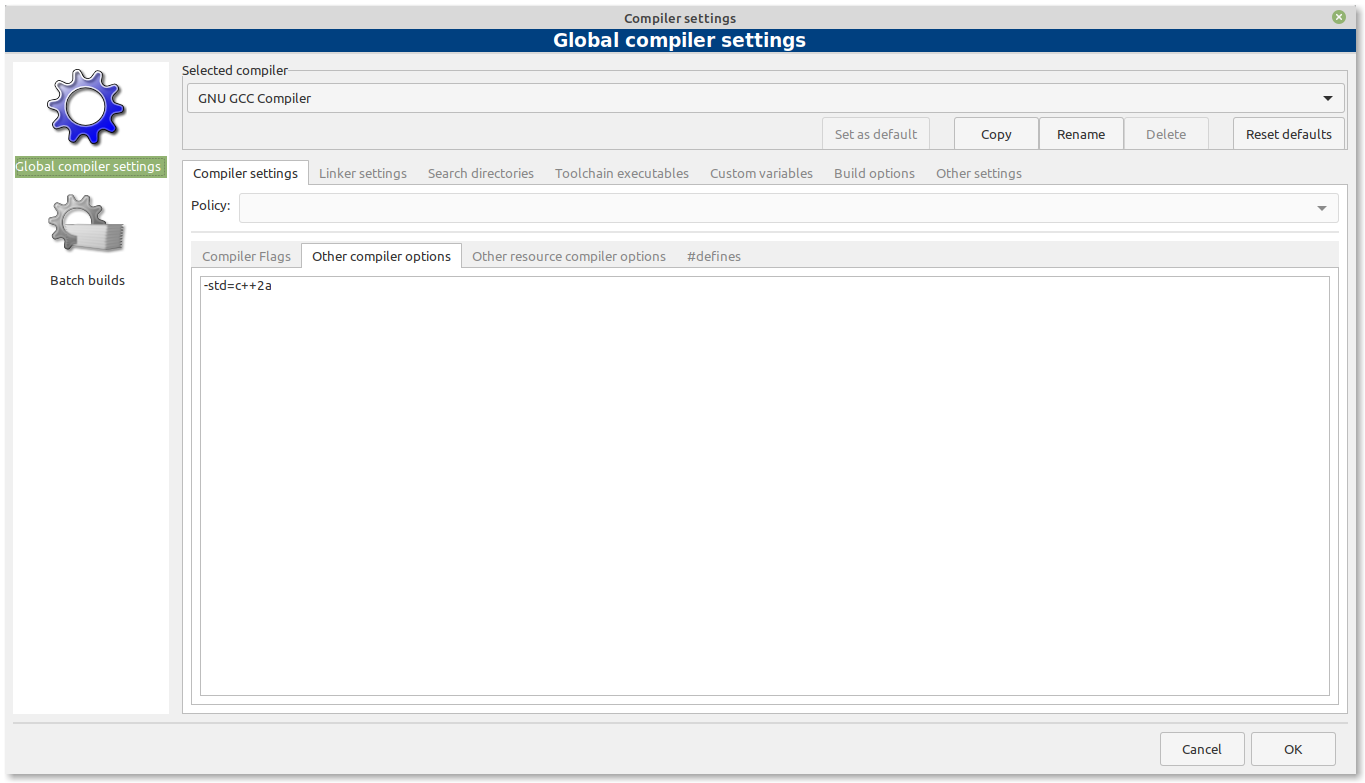 Compiler settings
Global compiler settings
Global compiler settings
Batch builds
Selected compiler
GNU GCC Compiler
Set as default Copy Rename Delete Reset defaults
Compiler settings Linker settings Search directories Toolchain executables Custom variables Build options Other settings
Policy:
Compiler Flags Other compiler options Other resource compiler options #defines
-std=c++2a
Cancel OK